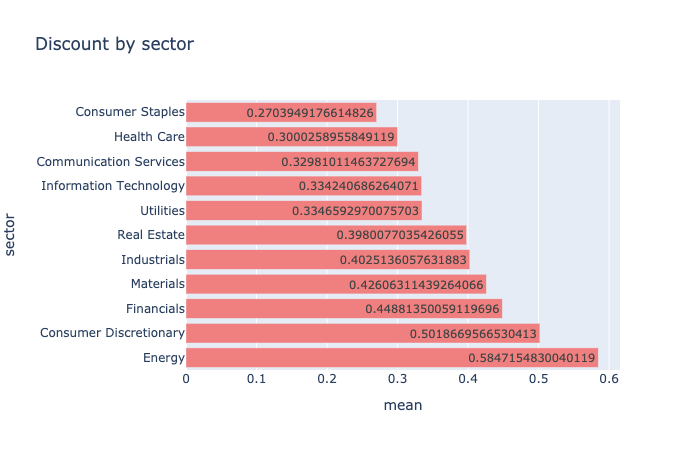 Discount by sector
sector
Consumer Staples 0.2703949176614826
Health Care 0.3000258955849119
Communication Services 0.32981011463727694
Information Technology 0.334240686264071
Utilities 0.3346592970075703
Real Estate 0.3980077035426055
Industrials 0.4025136057631883
Materials 0.42606311439264066
Financials 0.44881350059119696
Consumer Discretionary 0.5018669566530413
Energy 0.5847154830040119
0 0.1 0.2 0.3 0.4 0.5 0.6
mean